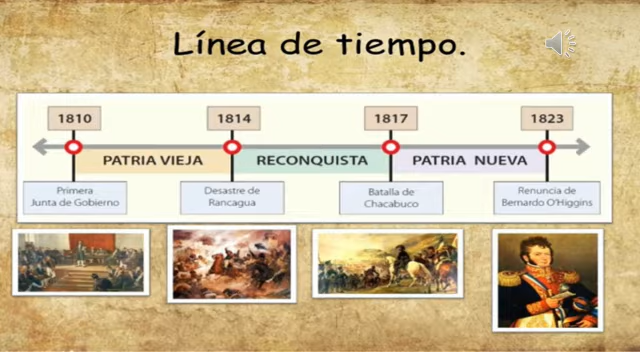 Línea de tiempo.
1810
1814
1817
1823
PATRIA VIEJA
RECONQUISTA
PATRIA NUEVA
Primera
Junta de Gobierno
Desastre de
Rancagua
Batalla de
Chacabuco
Renuncia de
Bernardo O'Higgins